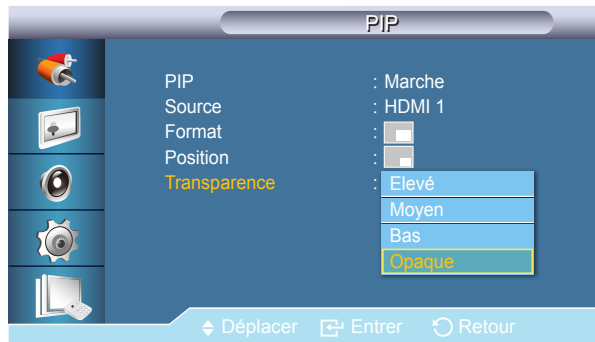 PIP
PIP : Marche
Source : HDMI 1
Format :
Position :
Transparence : Elevé
Moyen
Bas
Opaque
Déplacer Entrer Retour